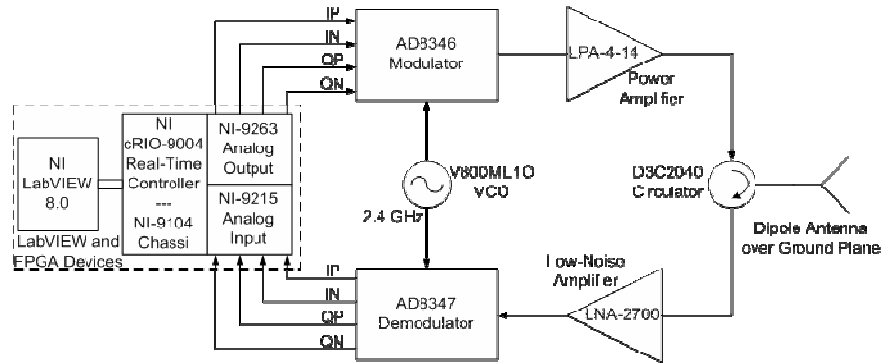 IP
IN
QP
QN
AD8346
Modulator
LPA-4-14
Power
Amplifier
NI
LabVIEW
8.0
NI
cRIO-9004
Real-Time
Controller
---
NI-9104
Chassi
NI-9263
Analog
Output
NI-9215
Analog
Input
LabVIEW and
FPGA Devices
V800ML10
VCO
2.4 GHz
D3C2040
Circulator
Dipole Antenna
over Ground Plane
IP
IN
QP
QN
AD8347
Demodulator
Low-Noise
Amplifier
LNA-2700